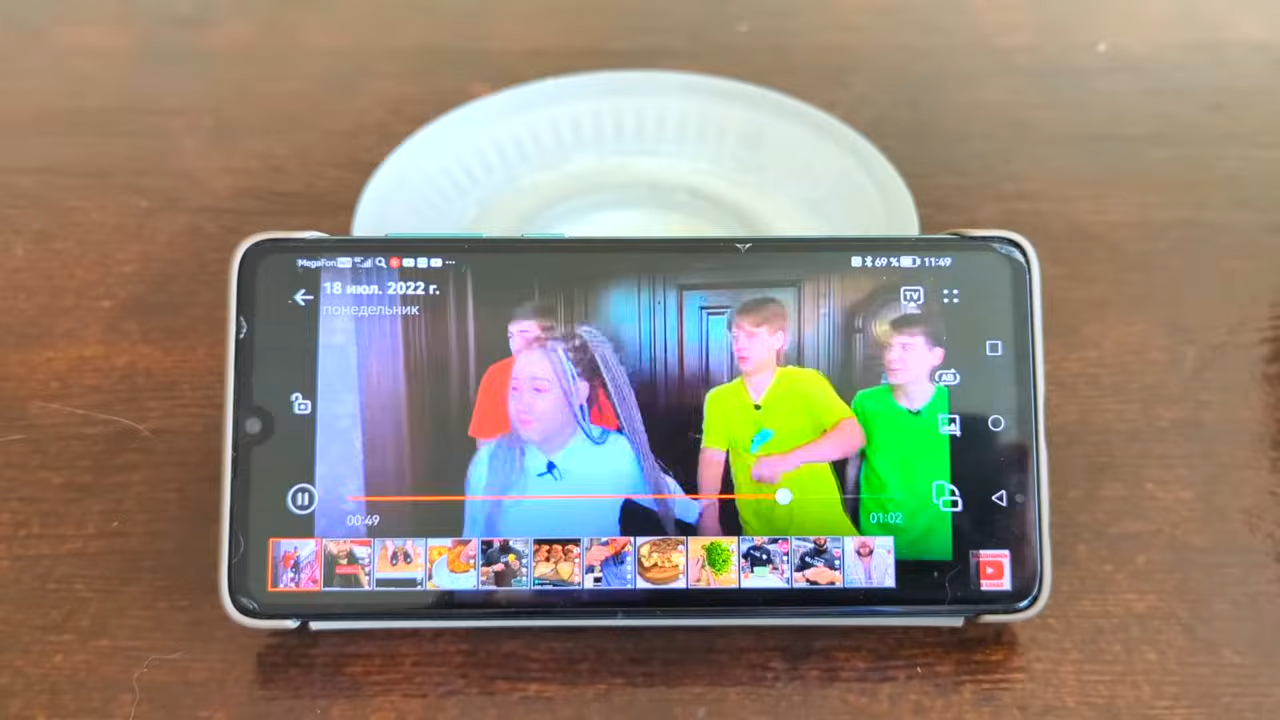 MegaFon
69 % 11:49
18 июл. 2022 г.
понедельник
TV
AB
00:49
01:02